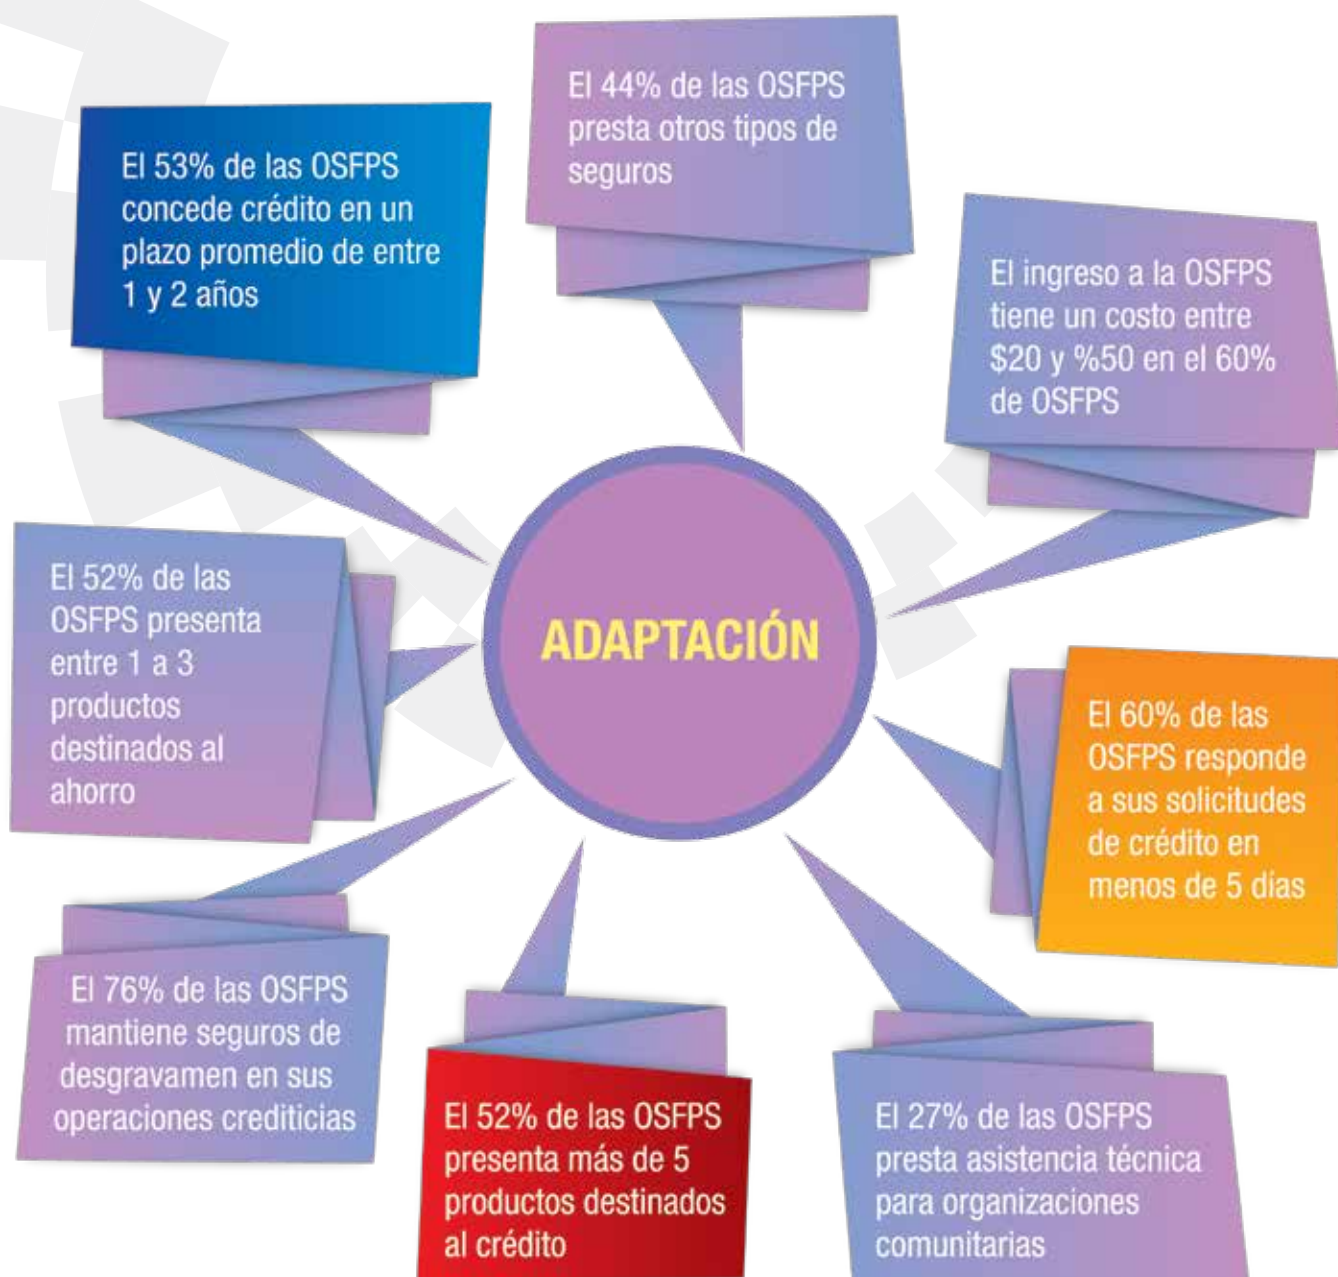 El 44% de las OSFPS
presta otros tipos de
seguros
El 53% de las OSFPS
concede crédito en un
plazo promedio de entre
1 y 2 años
El ingreso a la OSFPS
tiene un costo entre
$20 y %50 en el 60%
de OSFPS
El 52% de las
OSFPS presenta
entre 1 a 3
productos
destinados al
ahorro
ADAPTACIÓN
El 60% de las
OSFPS responde
a sus solicitudes
de crédito en
menos de 5 días
El 76% de las OSFPS
mantiene seguros de
desgravamen en sus
operaciones crediticias
El 52% de las OSFPS
presenta más de 5
productos destinados
al crédito
El 27% de las OSFPS
presta asistencia técnica
para organizaciones
comunitarias